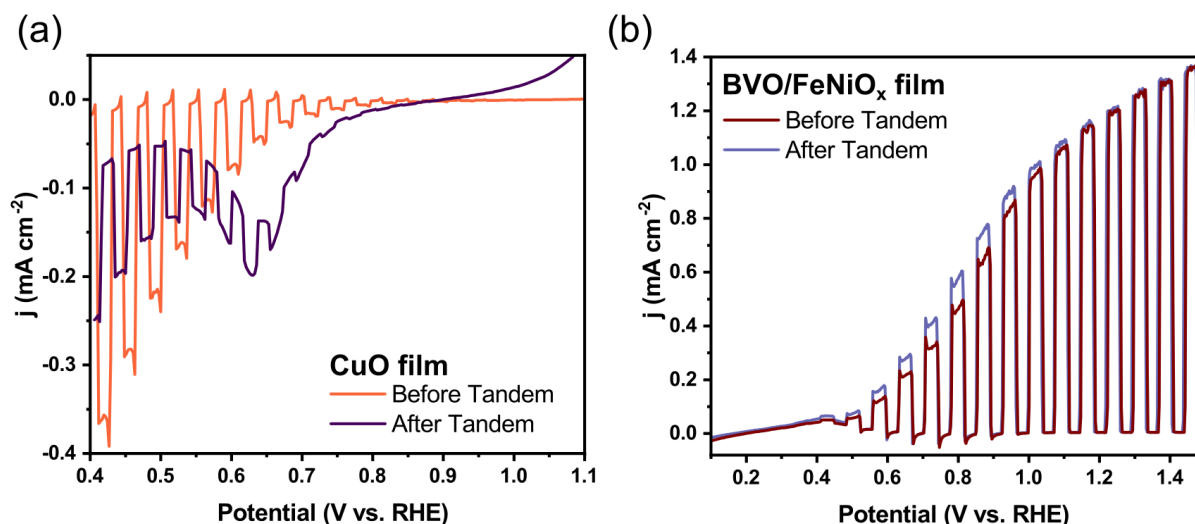 (a)
0.0
-0.1
-0.2
-0.3
-0.4
j (mA cm⁻²)
CuO film
Before Tandem
After Tandem
0.4 0.5 0.6 0.7 0.8 0.9 1.0 1.1
Potential (V vs. RHE)
(b)
1.4
1.2
1.0
0.8
0.6
0.4
0.2
0.0
j (mA cm⁻²)
BVO/FeNiOₓ film
Before Tandem
After Tandem
0.2 0.4 0.6 0.8 1.0 1.2 1.4
Potential (V vs. RHE)